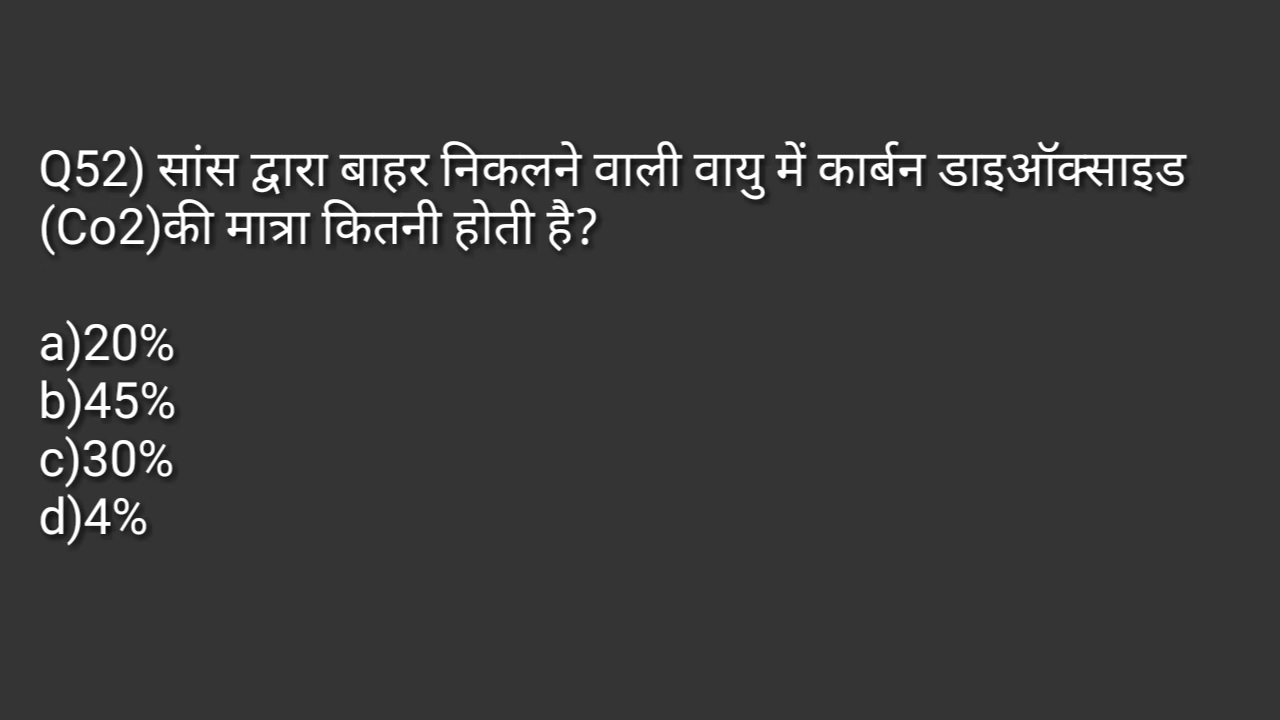 Q52) सांस द्वारा बाहर निकलने वाली वायु में कार्बन डाइऑक्साइड
(Co2)की मात्रा कितनी होती है?
a)20%
b)45%
c)30%
d)4%